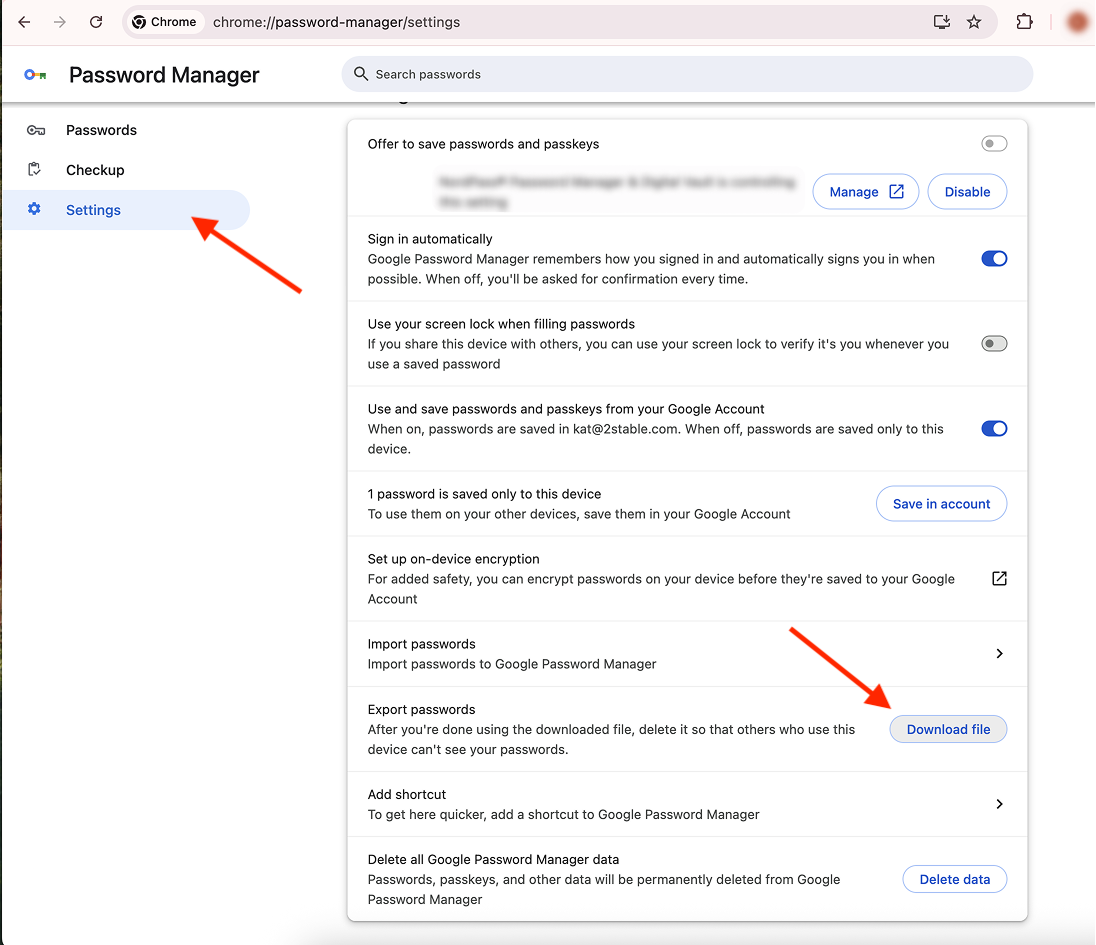 Chrome
chrome://password-manager/settings
Password Manager
Search passwords
Passwords
Checkup
Settings
Offer to save passwords and passkeys
Manage
Disable
Sign in automatically
Google Password Manager remembers how you signed in and automatically signs you in when
possible. When off, you'll be asked for confirmation every time.
Use your screen lock when filling passwords
If you share this device with others, you can use your screen lock to verify it's you whenever you
use a saved password
Use and save passwords and passkeys from your Google Account
When on, passwords are saved in kat@2stable.com. When off, passwords are saved only to this
device.
1 password is saved only to this device
To use them on your other devices, save them in your Google Account
Save in account
Set up on-device encryption
For added safety, you can encrypt passwords on your device before they're saved to your Google
Account
Import passwords
Import passwords to Google Password Manager
Export passwords
After you're done using the downloaded file, delete it so that others who use this
device can't see your passwords.
Download file
Add shortcut
To get here quicker, add a shortcut to Google Password Manager
Delete all Google Password Manager data
Passwords, passkeys, and other data will be permanently deleted from Google
Password Manager
Delete data